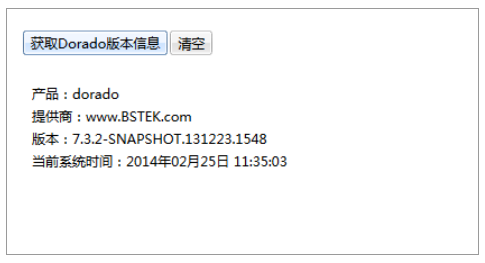 获取Dorado版本信息 清空
产品：dorado
提供商：www.BSTEK.com
版本：7.3.2-SNAPSHOT.131223.1548
当前系统时间：2014年02月25日 11:35:03